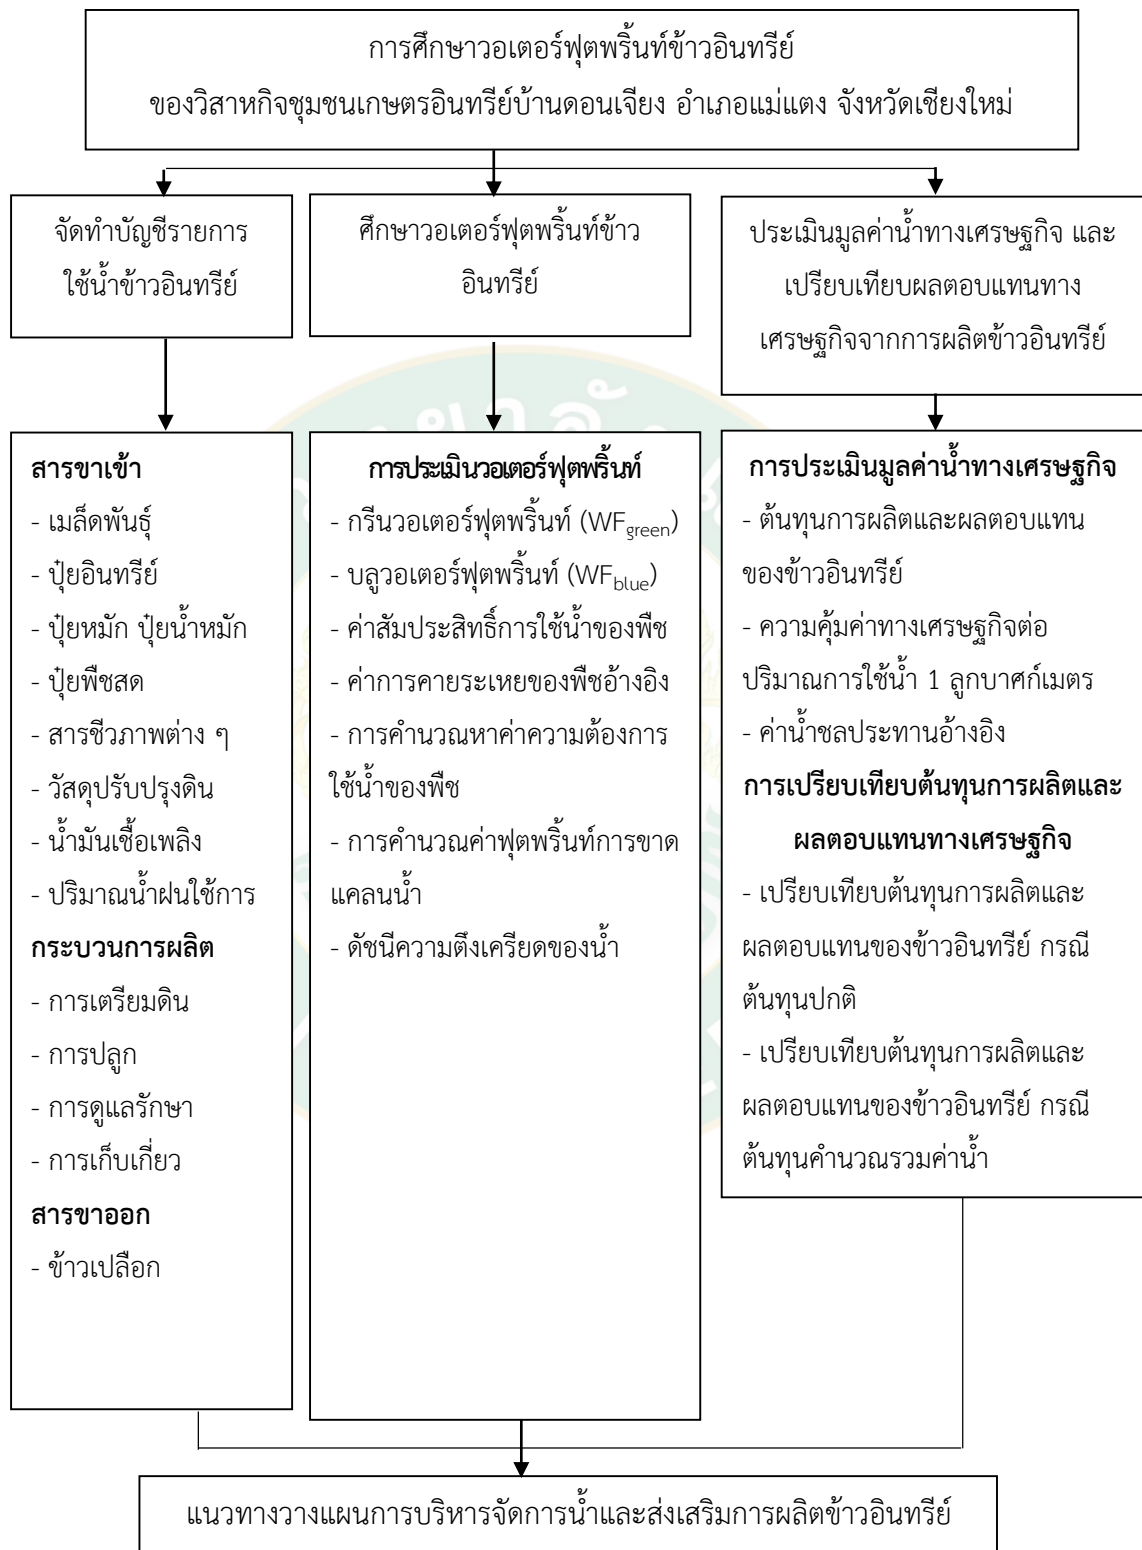 การศึกษาวอเตอร์ฟุตพริ้นท์ข้าวอินทรีย์
ของวิสาหกิจชุมชนเกษตรอินทรีย์บ้านดอนเจียง อำเภอแม่แตง จังหวัดเชียงใหม่
จัดทำบัญชีรายการ
ใช้น้ำข้าวอินทรีย์
ศึกษาวอเตอร์ฟุตพริ้นท์ข้าว
อินทรีย์
ประเมินมูลค่าน้ำทางเศรษฐกิจ และ
เปรียบเทียบผลตอบแทนทาง
เศรษฐกิจจากการผลิตข้าวอินทรีย์
สารขาเข้า
- เมล็ดพันธุ์
- ปุ๋ยอินทรีย์
- ปุ๋ยหมัก ปุ๋ยน้ำหมัก
- ปุ๋ยพืชสด
- สารชีวภาพต่าง ๆ
- วัสดุปรับปรุงดิน
- น้ำมันเชื้อเพลิง
- ปริมาณน้ำฝนใช้การ
กระบวนการผลิต
- การเตรียมดิน
- การปลูก
- การดูแลรักษา
- การเก็บเกี่ยว
สารขาออก
- ข้าวเปลือก
การประเมินวอเตอร์ฟุตพริ้นท์
- กรีนวอเตอร์ฟุตพริ้นท์ (WFgreen)
- บลูวอเตอร์ฟุตพริ้นท์ (WFblue)
- ค่าสัมประสิทธิ์การใช้น้ำของพืช
- ค่าการคายระเหยของพืชอ้างอิง
- การคำนวณหาค่าความต้องการ
ใช้น้ำของพืช
- การคำนวณค่าฟุตพริ้นท์การขาด
แคลนน้ำ
- ดัชนีความตึงเครียดของน้ำ
การประเมินมูลค่าน้ำทางเศรษฐกิจ
- ต้นทุนการผลิตและผลตอบแทน
ของข้าวอินทรีย์
- ความคุ้มค่าทางเศรษฐกิจต่อ
ปริมาณการใช้น้ำ 1 ลูกบาศก์เมตร
- ค่าน้ำชลประทานอ้างอิง
การเปรียบเทียบต้นทุนการผลิตและ
ผลตอบแทนทางเศรษฐกิจ
- เปรียบเทียบต้นทุนการผลิตและ
ผลตอบแทนของข้าวอินทรีย์ กรณี
ต้นทุนปกติ
- เปรียบเทียบต้นทุนการผลิตและ
ผลตอบแทนของข้าวอินทรีย์ กรณี
ต้นทุนคำนวณรวมค่าน้ำ
แนวทางวางแผนการบริหารจัดการน้ำและส่งเสริมการผลิตข้าวอินทรีย์